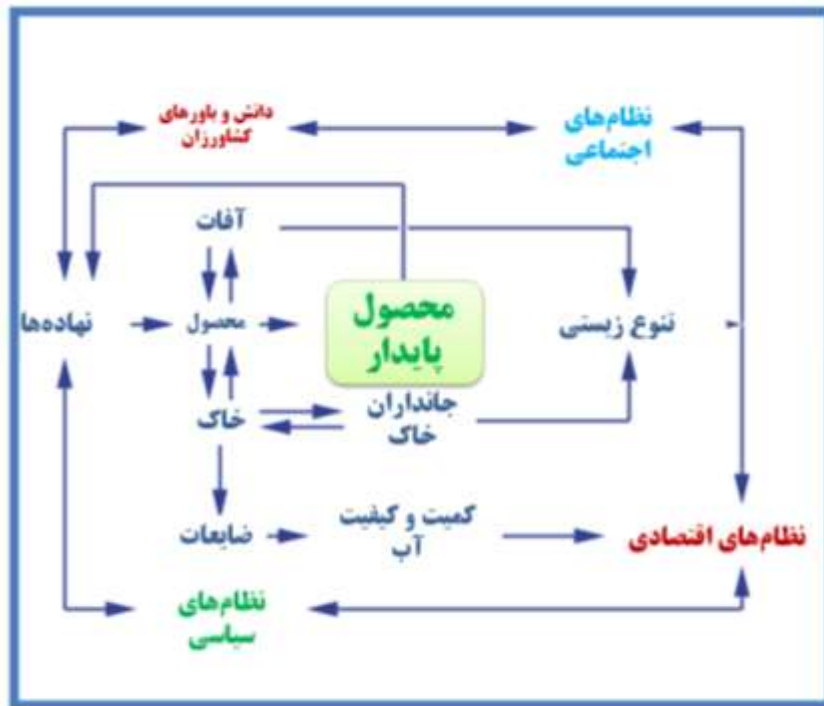 دانش و باورهای
کشاورزان
نظام‌های
اجتماعی
آفات
نهاده‌ها
محصول
محصول
پایدار
تنوع زیستی
خاک
جانداران
خاک
ضایعات
کمیت و کیفیت
آب
نظام‌های اقتصادی
نظام‌های
سیاسی